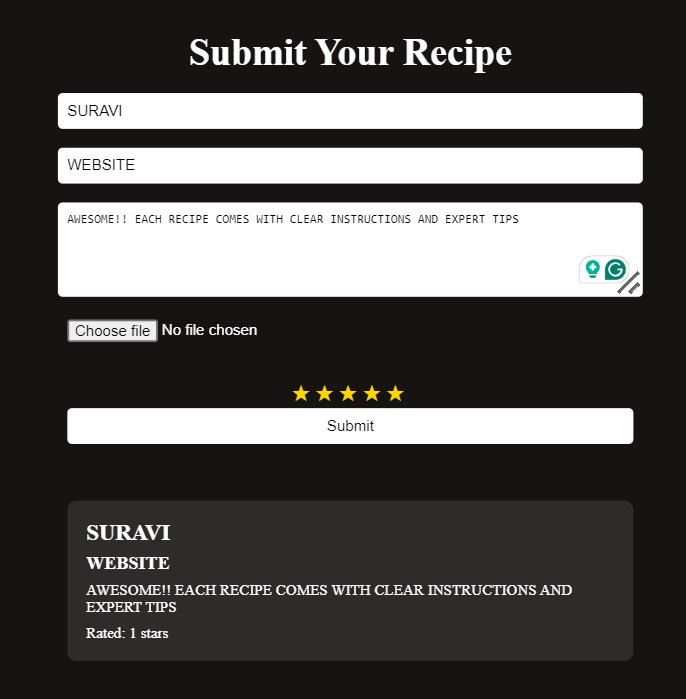 Submit Your Recipe
SURAVI
WEBSITE
AWESOME!! EACH RECIPE COMES WITH CLEAR INSTRUCTIONS AND EXPERT TIPS
Choose file No file chosen
★★★★★
Submit
SURAVI
WEBSITE
AWESOME!! EACH RECIPE COMES WITH CLEAR INSTRUCTIONS AND
EXPERT TIPS
Rated: 1 stars